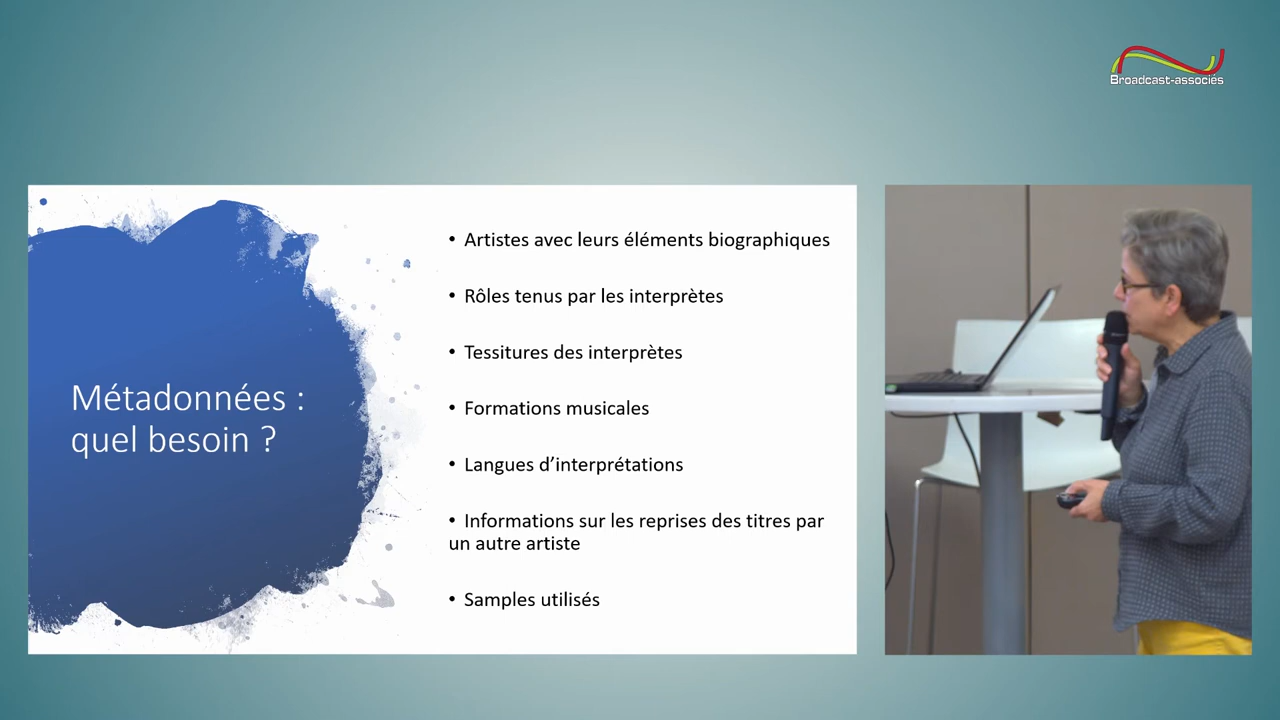 Broadcast-associés
Métadonnées :
quel besoin ?
• Artistes avec leurs éléments biographiques
• Rôles tenus par les interprètes
• Tessitures des interprètes
• Formations musicales
• Langues d’interprétations
• Informations sur les reprises des titres par
un autre artiste
• Samples utilisés